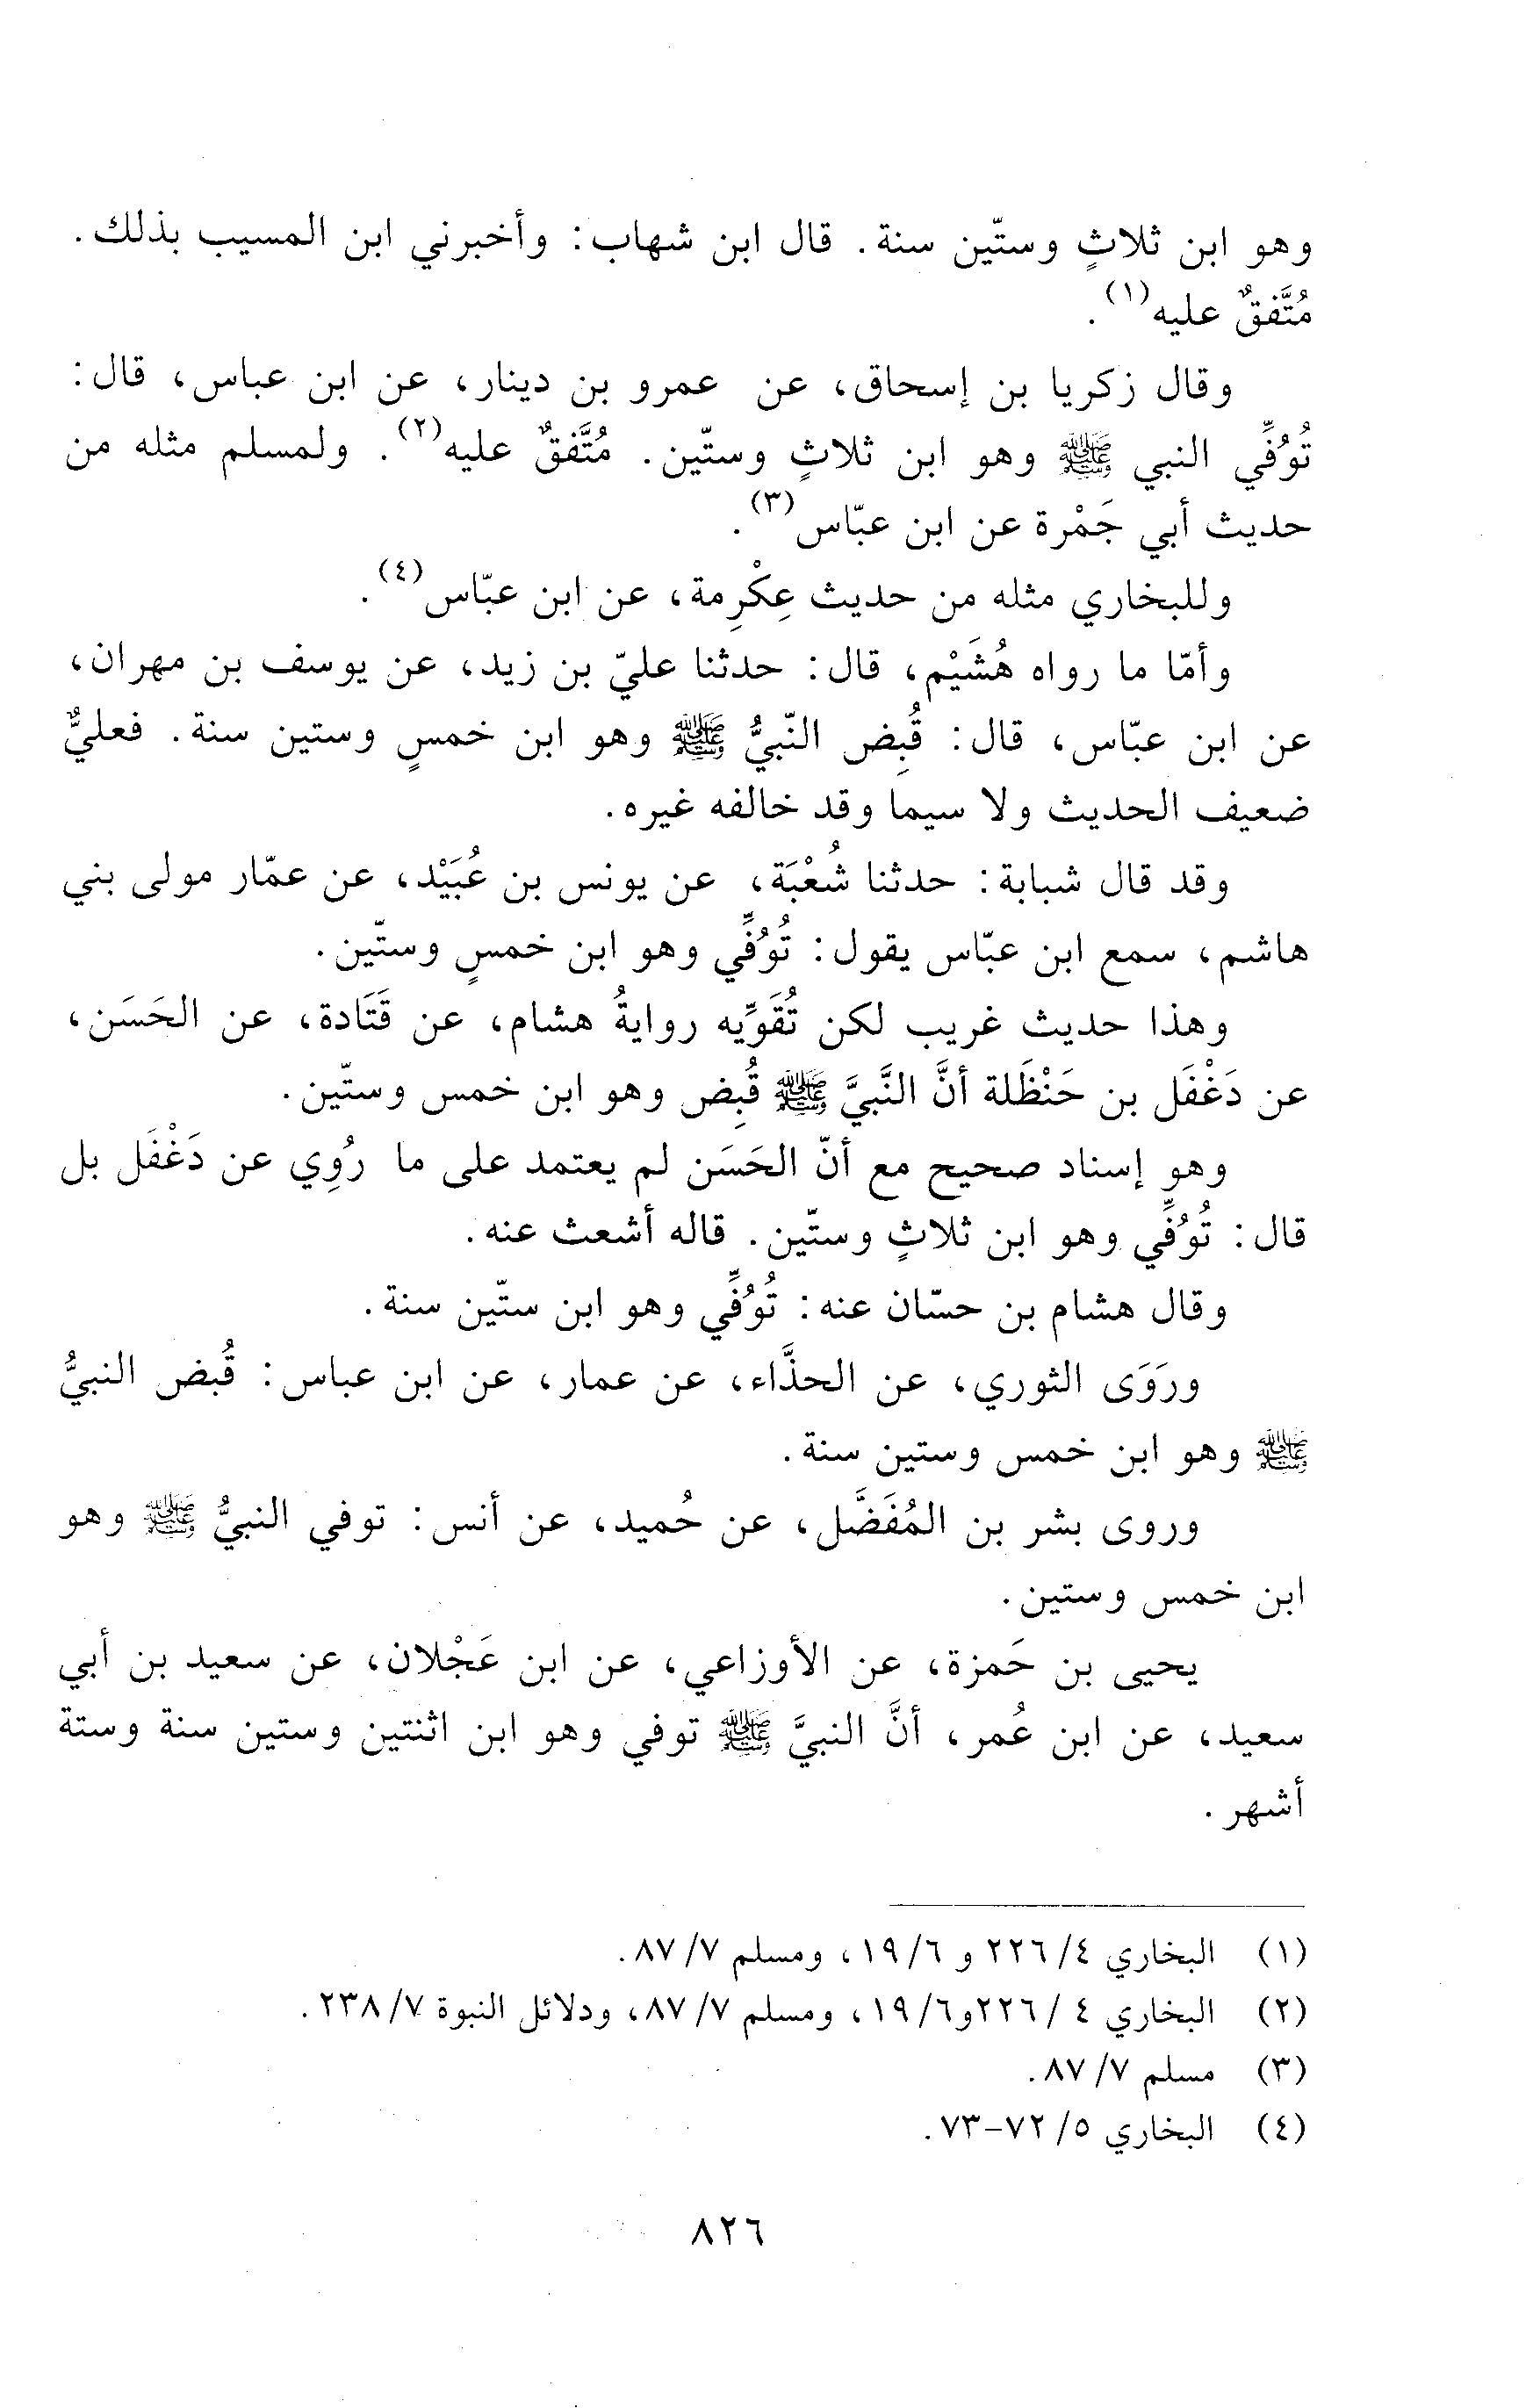 وهو ابن ثلاثٍ وستّين سنة. قال ابن شهاب: وأخبرني ابن المسيب بذلك.
مُتَّفقٌ عليه(١).
وقال زكريا بن إسحاق، عن عمرو بن دينار، عن ابن عباس، قال:
تُوُفِّي النبي ﷺ وهو ابن ثلاثٍ وستّين. مُتَّفقٌ عليه(٢). ولمسلم مثله من
حديث أبي جَمْرة عن ابن عبّاس(٣).
وللبخاري مثله من حديث عِكْرِمة، عن ابن عبّاس(٤).
وأمّا ما رواه هُشَيْم، قال: حدثنا عليّ بن زيد، عن يوسف بن مهران،
عن ابن عبّاس، قال: قُبِض النّبيُّ ﷺ وهو ابن خمسٍ وستين سنة. فعليٌّ
ضعيف الحديث ولا سيما وقد خالفه غيره.
وقد قال شبابة: حدثنا شُعْبَة، عن يونس بن عُبَيْد، عن عمّار مولى بني
هاشم، سمع ابن عبّاس يقول: تُوُفِّي وهو ابن خمسٍ وستّين.
وهذا حديث غريب لكن تُقَوِّيه روايةُ هشام، عن قَتَادة، عن الحَسَن،
عن دَغْفَل بن حَنْظَلة أنَّ النَّبيَّ ﷺ قُبِض وهو ابن خمس وستّين.
وهو إسناد صحيح مع أنّ الحَسَن لم يعتمد على ما رُوِي عن دَغْفَل بل
قال: تُوُفِّي وهو ابن ثلاثٍ وستّين. قاله أشعث عنه.
وقال هشام بن حسّان عنه: تُوُفِّي وهو ابن ستّين سنة.
ورَوَى الثوري، عن الحذَّاء، عن عمار، عن ابن عباس: قُبض النبيُّ
ﷺ وهو ابن خمس وستين سنة.
وروى بشر بن المُفَضَّل، عن حُميد، عن أنس: توفي النبيُّ ﷺ وهو
ابن خمس وستين.
يحيى بن حَمزة، عن الأوزاعي، عن ابن عَجْلان، عن سعيد بن أبي
سعيد، عن ابن عُمر، أنَّ النبيَّ ﷺ توفي وهو ابن اثنتين وستين سنة وستة
أشهر.
(١) البخاري ٤/ ٢٢٦ و ٦/ ١٩، ومسلم ٧/ ٨٧.
(٢) البخاري ٤ / ٢٢٦و٦/ ١٩، ومسلم ٧/ ٨٧، ودلائل النبوة ٧/ ٢٣٨.
(٣) مسلم ٧/ ٨٧.
(٤) البخاري ٥/ ٧٢-٧٣.
٨٢٦